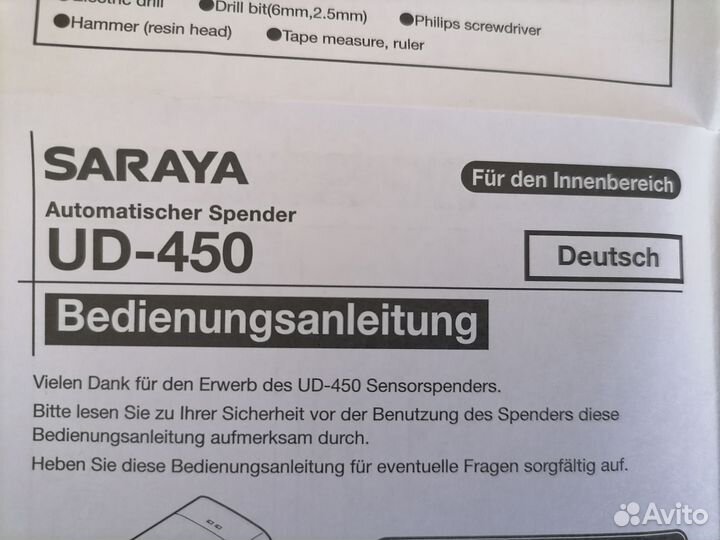 Electric drill ●Drill bit(6mm,2.5mm) ●Philips screwdriver
●Hammer (resin head) ●Tape measure, ruler
SARAYA
Für den Innenbereich
Automatischer Spender
UD-450
Deutsch
Bedienungsanleitung
Vielen Dank für den Erwerb des UD-450 Sensorspenders.
Bitte lesen Sie zu Ihrer Sicherheit vor der Benutzung des Spenders diese
Bedienungsanleitung aufmerksam durch.
Heben Sie diese Bedienungsanleitung für eventuelle Fragen sorgfältig auf.
Avito